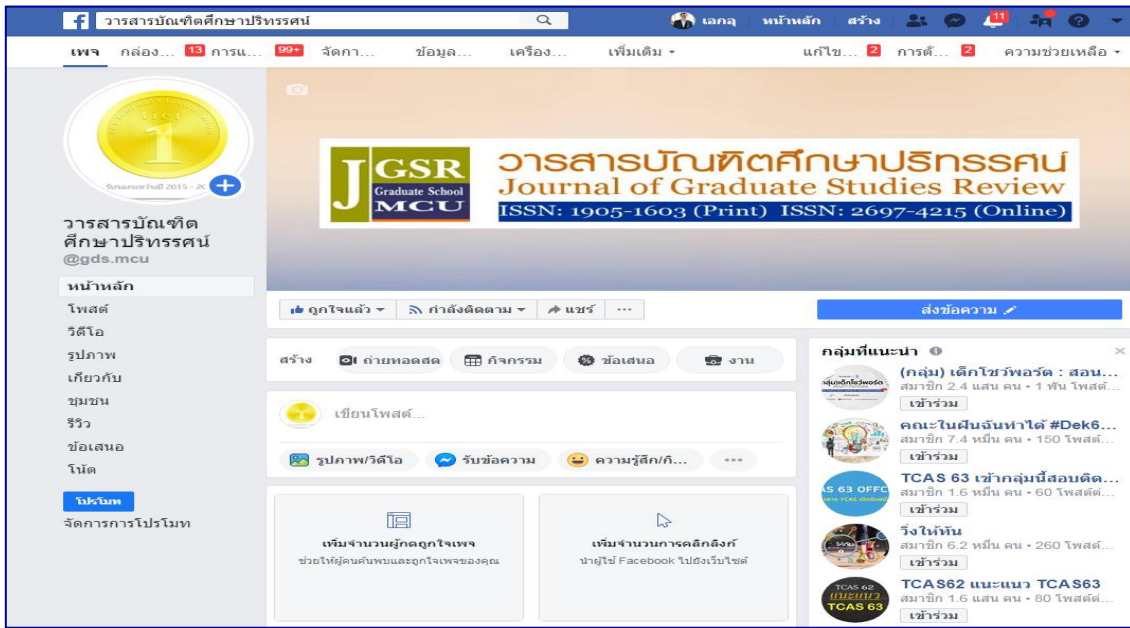 วารสารบัณฑิตศึกษาปริทรรศน์
เอกลุ หน้าหลัก สร้าง 11
เพจ กล่อง... 13 การแ... 99+ จัดกา... ข้อมูล... เครื่อง... เพิ่มเติม แก้ไข... 2 การตั้... 2 ความช่วยเหลือ
Tier
1
JGSR
Graduate School
MCU
วารสารบัณฑิตศึกษาปริทรรศน์
Journal of Graduate Studies Review
ISSN: 1905-1603 (Print) ISSN: 2697-4215 (Online)
วารสารบัณฑิต
ศึกษาปริทรรศน์
@gds.mcu
หน้าหลัก
โพสต์
วิดีโอ
รูปภาพ
เกี่ยวกับ
ชุมชน
รีวิว
ข้อเสนอ
โน้ต
โปรโมท
จัดการการโปรโมท
ถูกใจแล้ว กำลังติดตาม แชร์ ...
ส่งข้อความ
สร้าง ถ่ายทอดสด กิจกรรม ข้อเสนอ งาน
เขียนโพสต์...
รูปภาพ/วิดีโอ รับข้อความ ความรู้สึก/กิ... ...
เพิ่มจำนวนผู้กดถูกใจเพจ
ช่วยให้ผู้คนค้นพบและถูกใจเพจของคุณ
เพิ่มจำนวนการคลิกลิงก์
นำผู้ใช้ Facebook ไปยังเว็บไซต์
กลุ่มที่แนะนำ
(กลุ่ม) เด็กโชว์พอร์ต : สอน...
สมาชิก 2.4 แสน คน • 1 พัน โพสต์...
เข้าร่วม
คณะในฝันฉันทำได้ #Dek6...
สมาชิก 7.4 หมื่น คน • 150 โพสต์...
เข้าร่วม
TCAS 63 เข้ากลุ่มนี้สอบติด...
สมาชิก 1.6 หมื่น คน • 60 โพสต์ต่...
เข้าร่วม
วิ่งให้ทัน
สมาชิก 6.2 หมื่น คน • 260 โพสต์...
เข้าร่วม
TCAS 62
แนะแนว
TCAS 63
TCAS62 แนะแนว TCAS63
สมาชิก 1.6 แสน คน • 80 โพสต์ต่...
เข้าร่วม